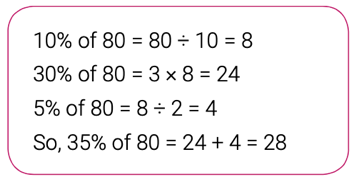 10% of 80 = 80 ÷ 10 = 8
30% of 80 = 3 × 8 = 24
5% of 80 = 8 ÷ 2 = 4
So, 35% of 80 = 24 + 4 = 28